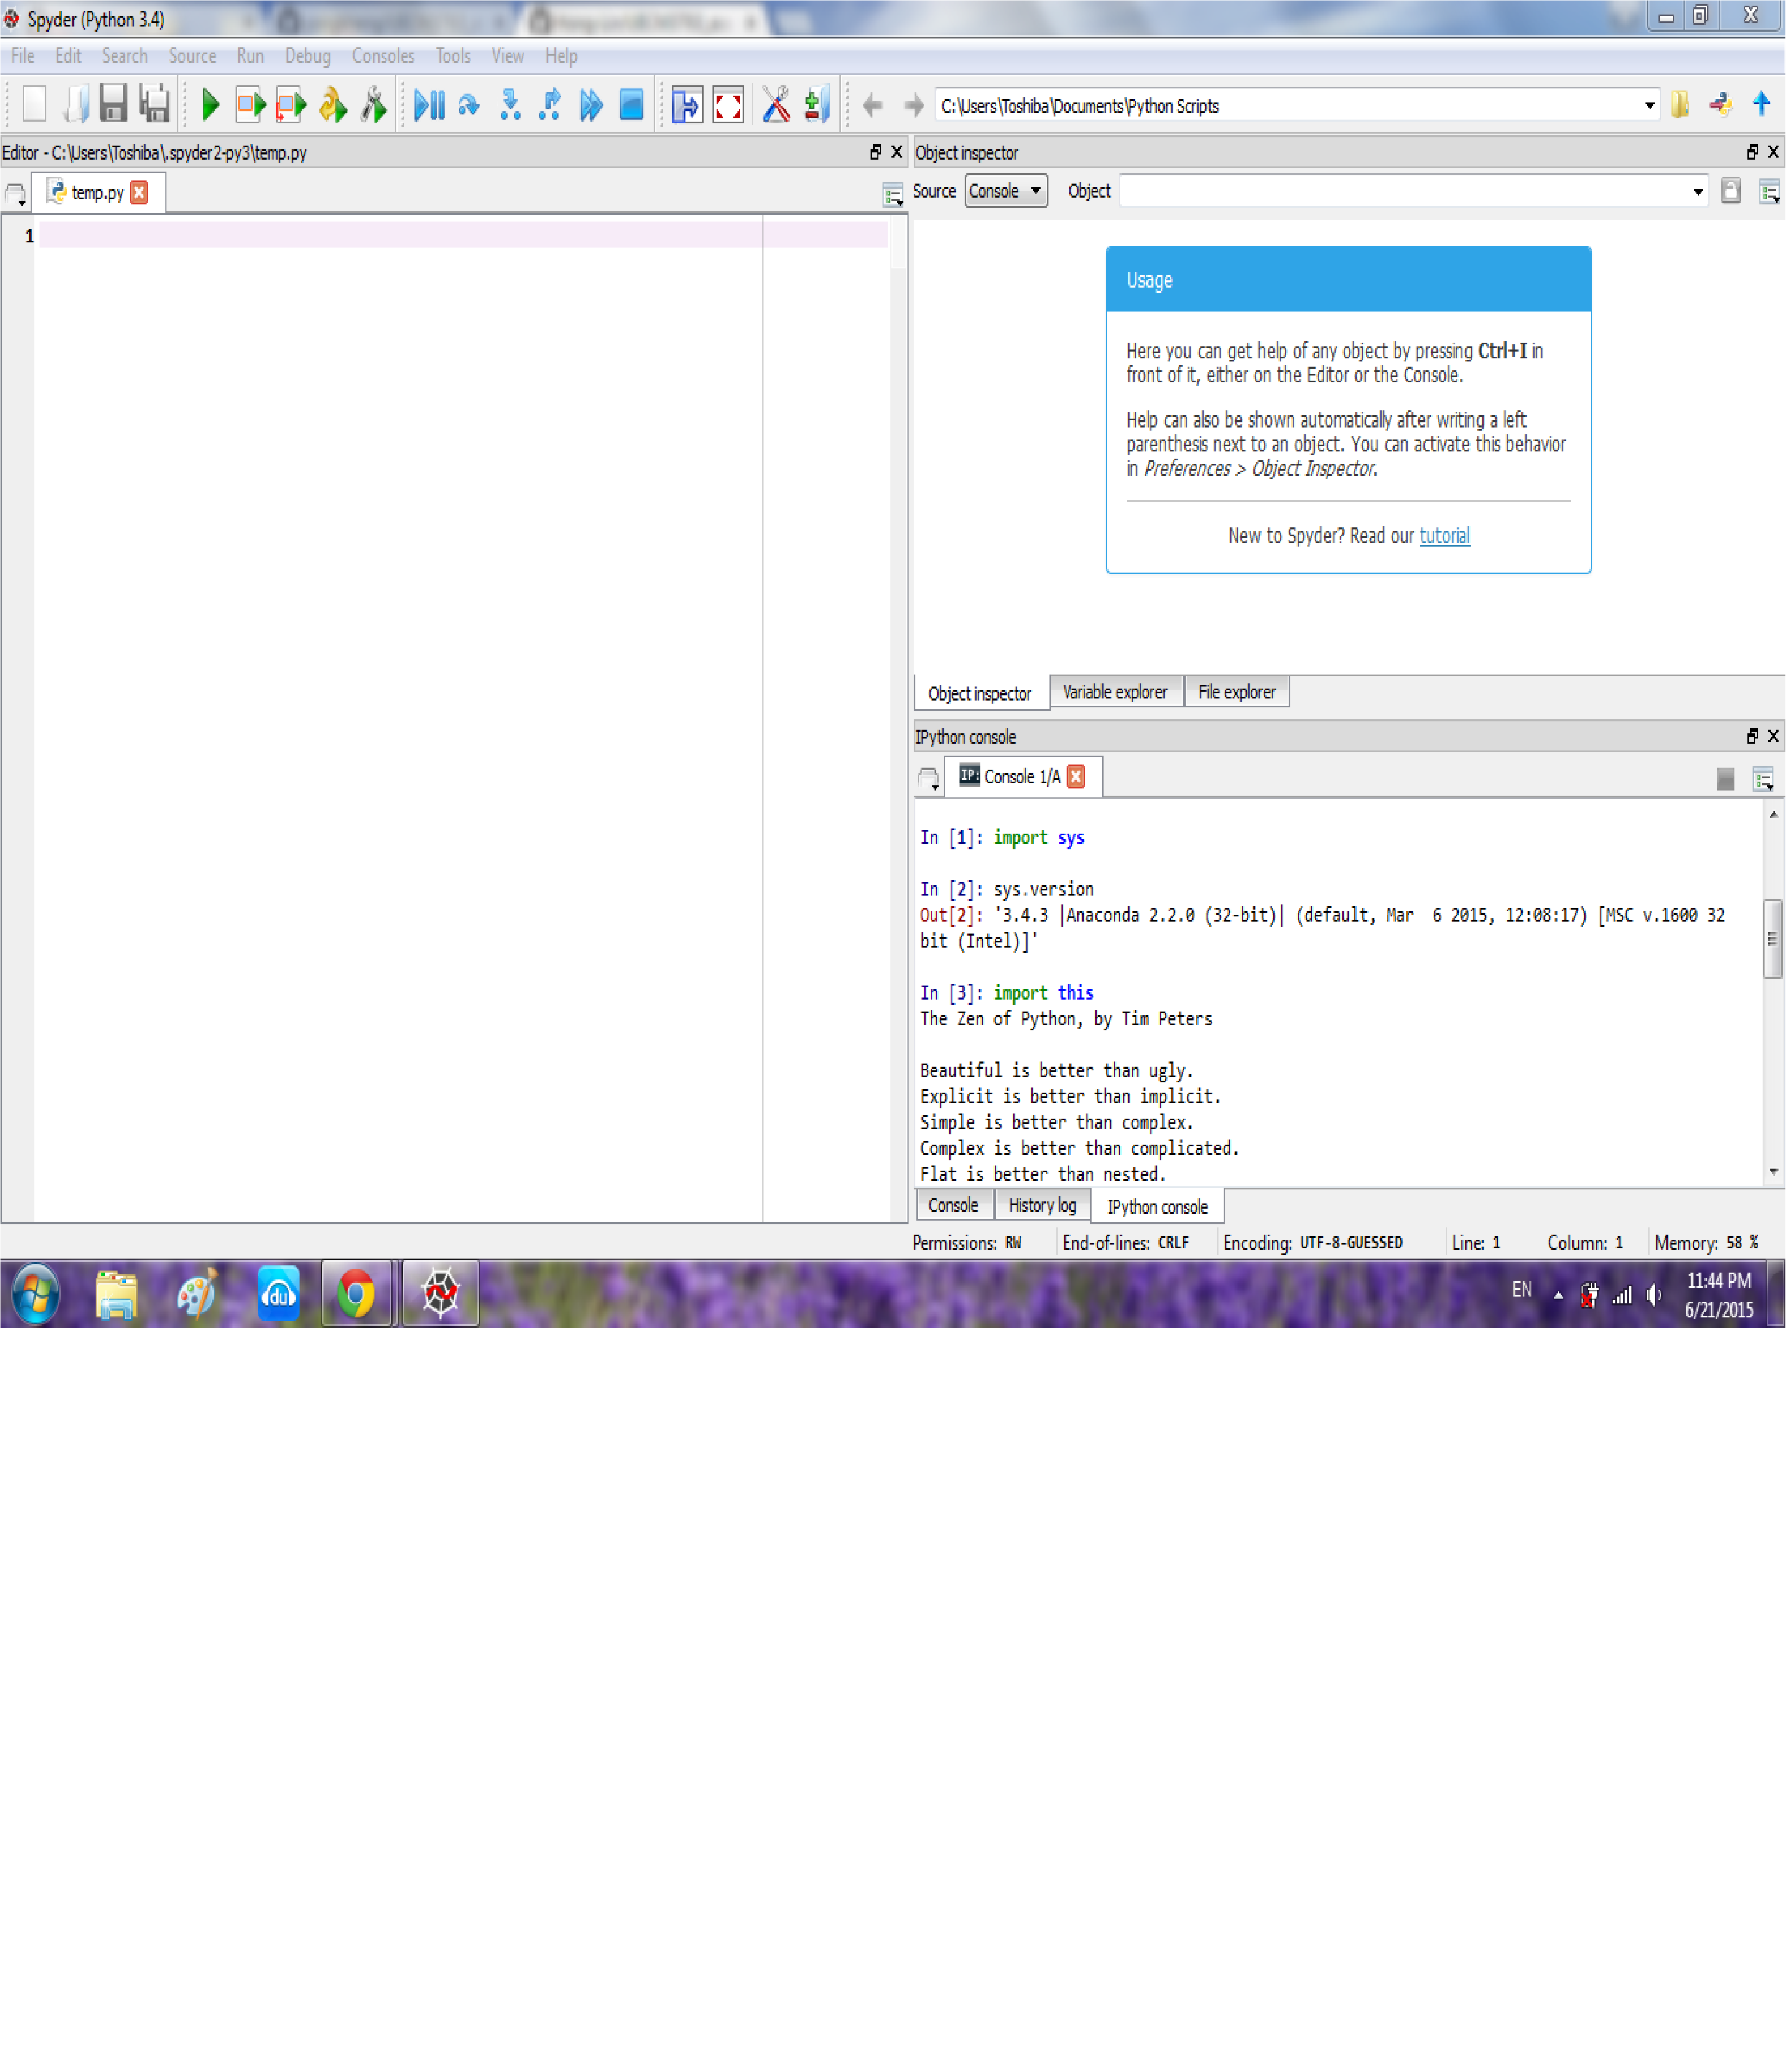 Spyder (Python 3.4)
File Edit Search Source Run Debug Consoles Tools View Help
C:\Users\Toshiba\Documents\Python Scripts
Editor - C:\Users\Toshiba\.spyder2-py3\temp.py
temp.py
1
Object inspector
Source Console Object
Usage
Here you can get help of any object by pressing Ctrl+I in
front of it, either on the Editor or the Console.
Help can also be shown automatically after writing a left
parenthesis next to an object. You can activate this behavior
in Preferences > Object Inspector.
New to Spyder? Read our tutorial
Object inspector Variable explorer File explorer
IPython console
IP: Console 1/A
In [1]: import sys
In [2]: sys.version
Out[2]: '3.4.3 |Anaconda 2.2.0 (32-bit)| (default, Mar  6 2015, 12:08:17) [MSC v.1600 32
bit (Intel)]'
In [3]: import this
The Zen of Python, by Tim Peters
Beautiful is better than ugly.
Explicit is better than implicit.
Simple is better than complex.
Complex is better than complicated.
Flat is better than nested.
Console History log IPython console
Permissions: RW End-of-lines: CRLF Encoding: UTF-8-GUESSED Line: 1 Column: 1 Memory: 58 %
du
EN
11:44 PM
6/21/2015